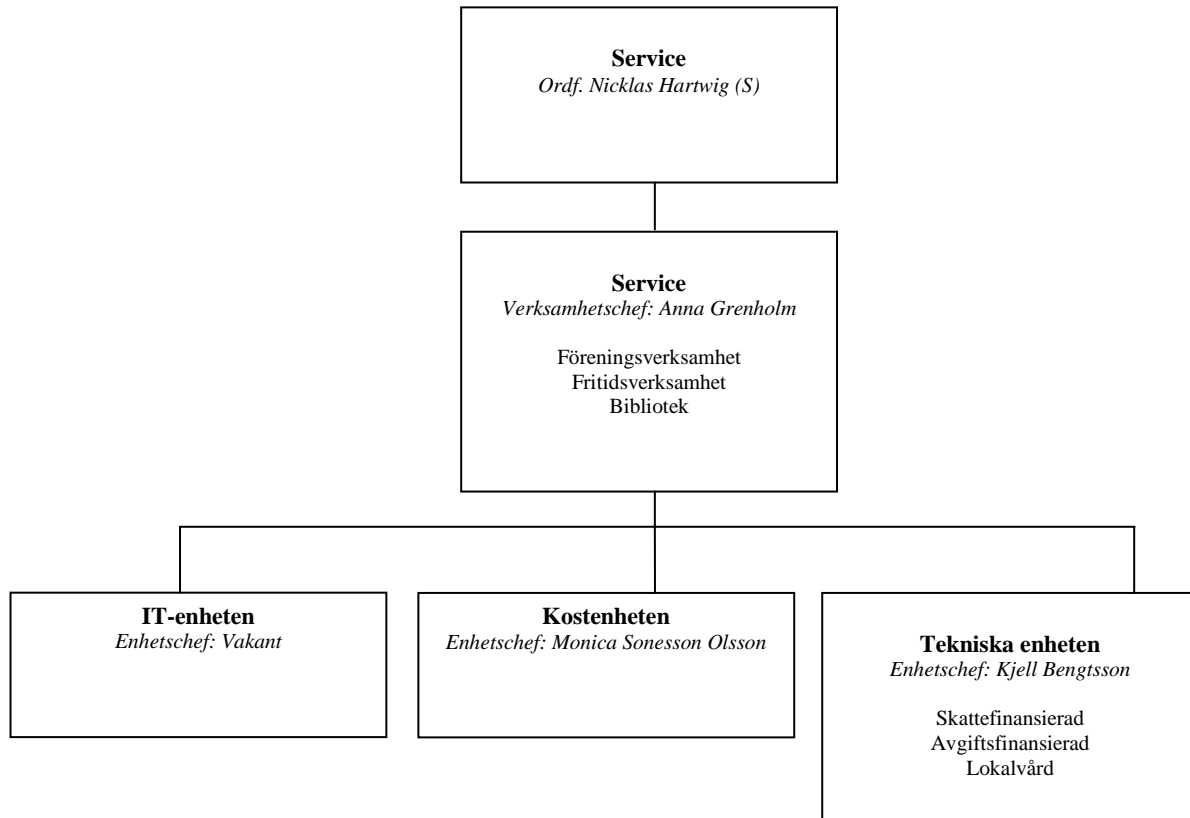 Service
Ordf. Nicklas Hartwig (S)
Service
Verksamhetschef: Anna Grenholm
Föreningsverksamhet
Fritidsverksamhet
Bibliotek
IT-enheten
Enhetschef: Vakant
Kostenheten
Enhetschef: Monica Sonesson Olsson
Tekniska enheten
Enhetschef: Kjell Bengtsson
Skattefinansierad
Avgiftsfinansierad
Lokalvård